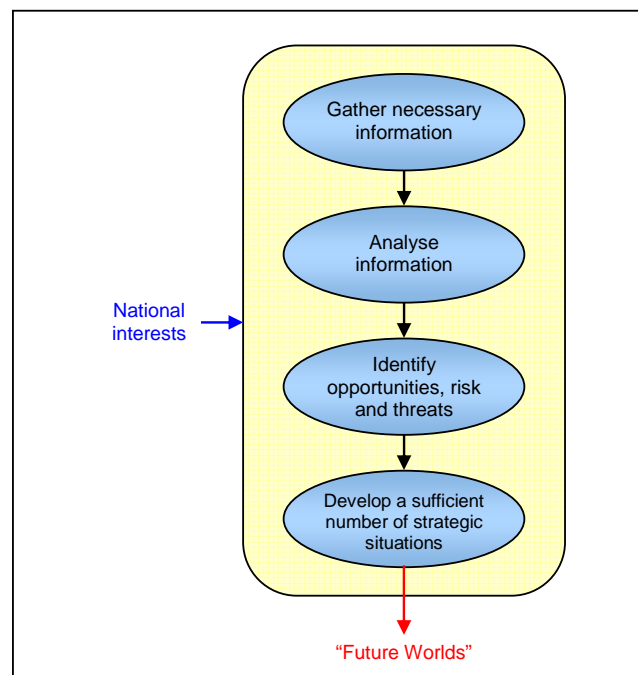 Gather necessary
information
Analyse
information
National
interests
Identify
opportunities, risk
and threats
Develop a sufficient
number of strategic
situations
“Future Worlds”